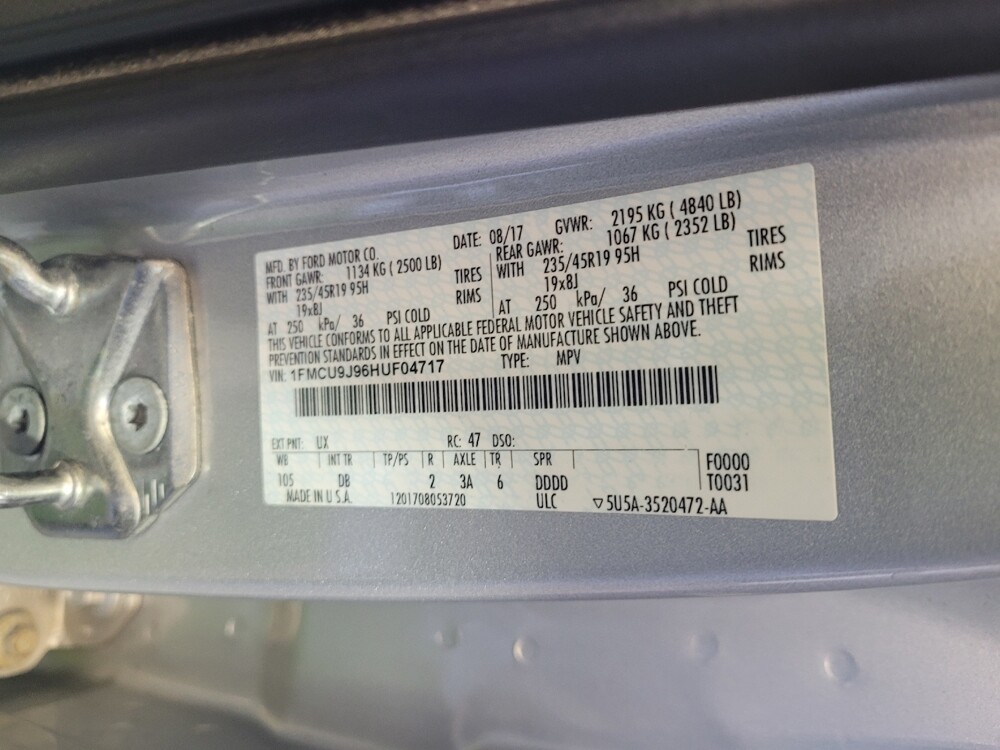 MFD. BY FORD MOTOR CO. DATE: 08/17 GVWR: 2195 KG ( 4840 LB)
FRONT GAWR: 1134 KG ( 2500 LB) REAR GAWR: 1067 KG ( 2352 LB)
WITH 235/45R19 95H TIRES WITH 235/45R19 95H TIRES
19x8J RIMS 19x8J RIMS
AT 250 kPa/ 36 PSI COLD AT 250 kPa/ 36 PSI COLD
THIS VEHICLE CONFORMS TO ALL APPLICABLE FEDERAL MOTOR VEHICLE SAFETY AND THEFT
PREVENTION STANDARDS IN EFFECT ON THE DATE OF MANUFACTURE SHOWN ABOVE.
VIN: 1FMCU9J96HUF04717 TYPE: MPV
EXT PNT: UX RC: 47 DSO:
WB INT TR TP/PS R AXLE TR SPR F0000
105 DB 2 3A 6 DDDD T0031
MADE IN U.S.A. 1201708053720 ULC ▽5U5A-3520472-AA